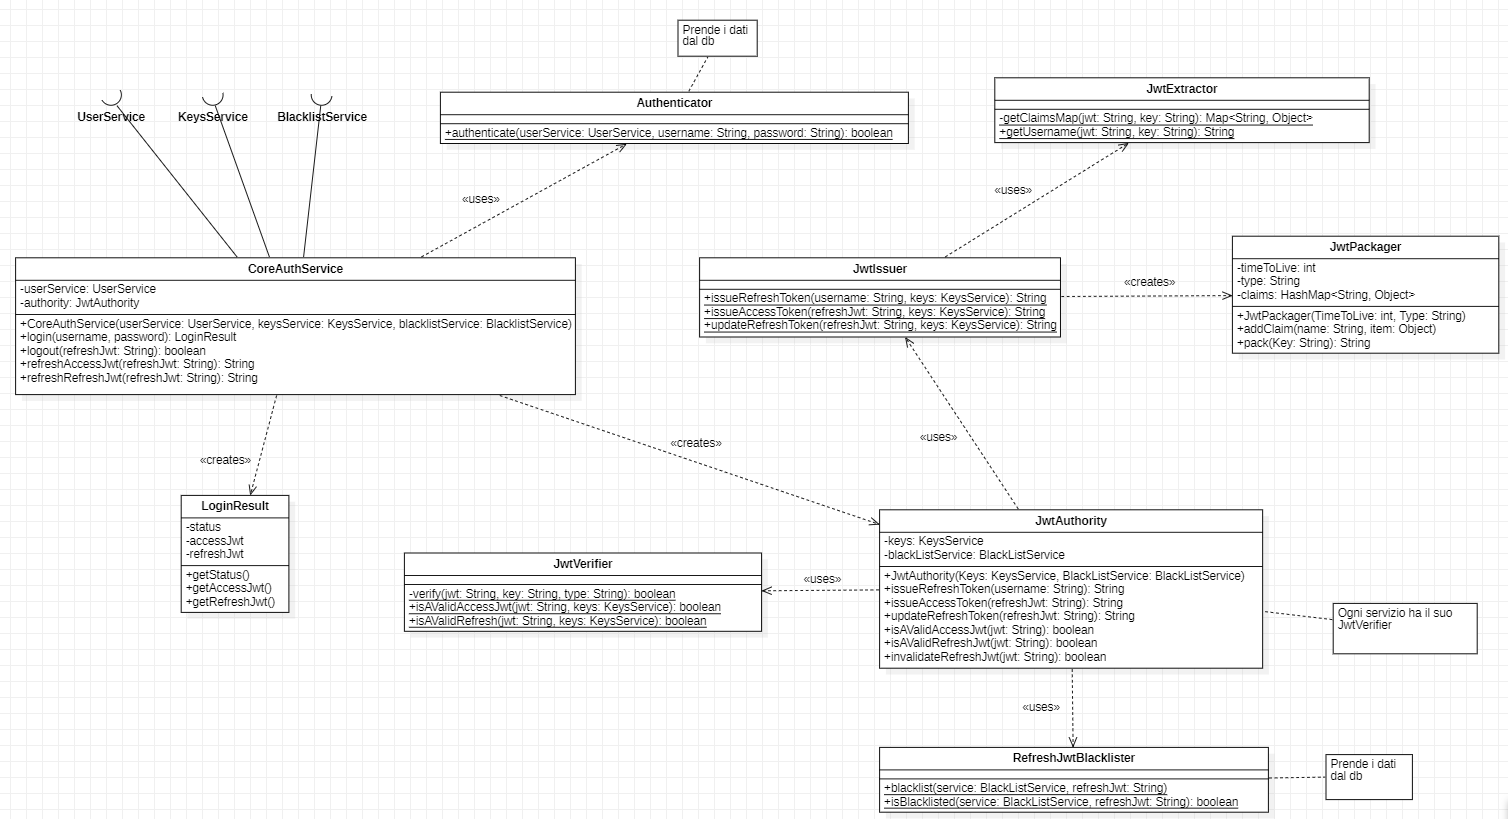 Prende i dati
dal db
UserService
KeysService
BlacklistService
Authenticator
+authenticate(userService: UserService, username: String, password: String): boolean
JwtExtractor
-getClaimsMap(jwt: String, key: String): Map<String, Object>
+getUsername(jwt: String, key: String): String
«uses»
«uses»
CoreAuthService
-userService: UserService
-authority: JwtAuthority
+CoreAuthService(userService: UserService, keysService: KeysService, blacklistService: BlacklistService)
+login(username, password): LoginResult
+logout(refreshJwt: String): boolean
+refreshAccessJwt(refreshJwt: String): String
+refreshRefreshJwt(refreshJwt: String): String
JwtIssuer
+issueRefreshToken(username: String, keys: KeysService): String
+issueAccessToken(refreshJwt: String, keys: KeysService): String
+updateRefreshToken(refreshJwt: String, keys: KeysService): String
«creates»
JwtPackager
-timeToLive: int
-type: String
-claims: HashMap<String, Object>
+JwtPackager(TimeToLive: int, Type: String)
+addClaim(name: String, item: Object)
+pack(Key: String): String
«creates»
«creates»
«uses»
LoginResult
-status
-accessJwt
-refreshJwt
+getStatus()
+getAccessJwt()
+getRefreshJwt()
JwtVerifier
-verify(jwt: String, key: String, type: String): boolean
+isAValidAccessJwt(jwt: String, keys: KeysService): boolean
+isAValidRefresh(jwt: String, keys: KeysService): boolean
«uses»
JwtAuthority
-keys: KeysService
-blackListService: BlackListService
+JwtAuthority(Keys: KeysService, BlackListService: BlackListService)
+issueRefreshToken(username: String): String
+issueAccessToken(refreshJwt: String): String
+updateRefreshToken(refreshJwt: String): String
+isAValidAccessJwt(jwt: String): boolean
+isAValidRefreshJwt(jwt: String): boolean
+invalidateRefreshJwt(jwt: String): boolean
Ogni servizio ha il suo
JwtVerifier
«uses»
RefreshJwtBlacklister
+blacklist(service: BlackListService, refreshJwt: String)
+isBlacklisted(service: BlackListService, refreshJwt: String): boolean
Prende i dati
dal db